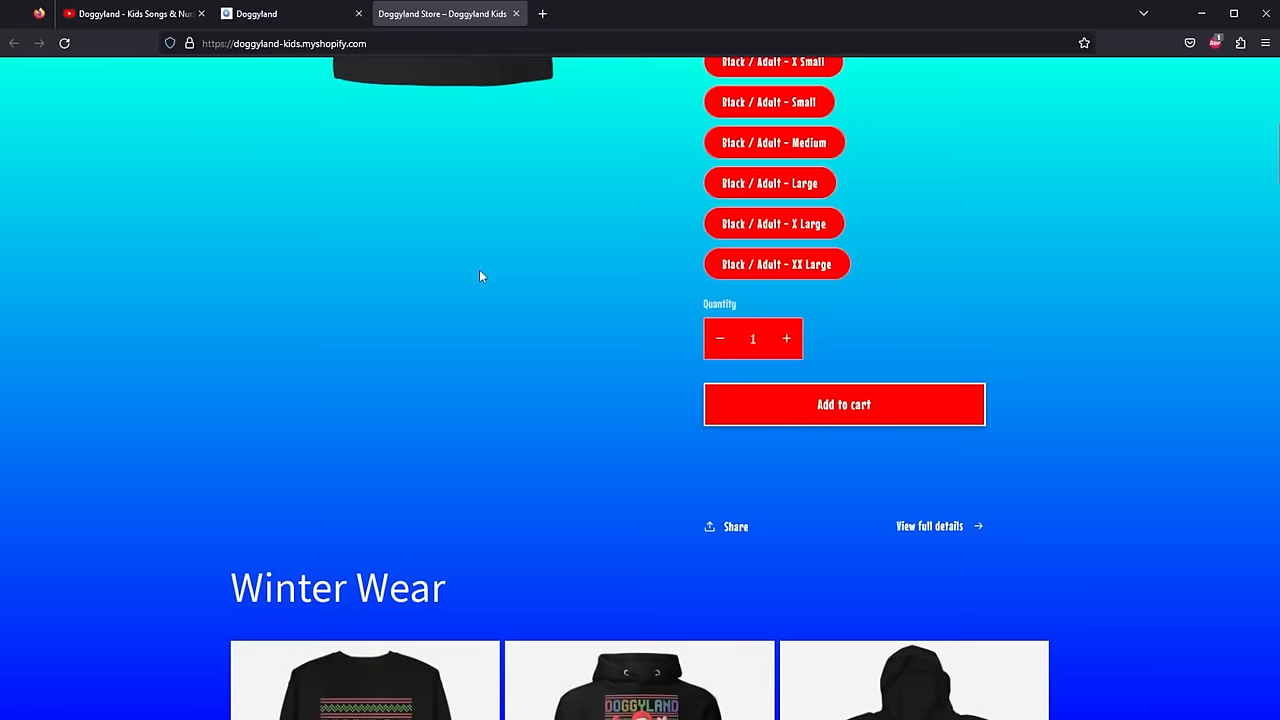 Doggyland - Kids Songs & Nur
Doggyland
Doggyland Store – Doggyland Kids
https://doggyland-kids.myshopify.com
1
Black / Adult - X Small
Black / Adult - Small
Black / Adult - Medium
Black / Adult - Large
Black / Adult - X Large
Black / Adult - XX Large
Quantity
− 1 +
Add to cart
Share
View full details →
Winter Wear
DOGGYLAND